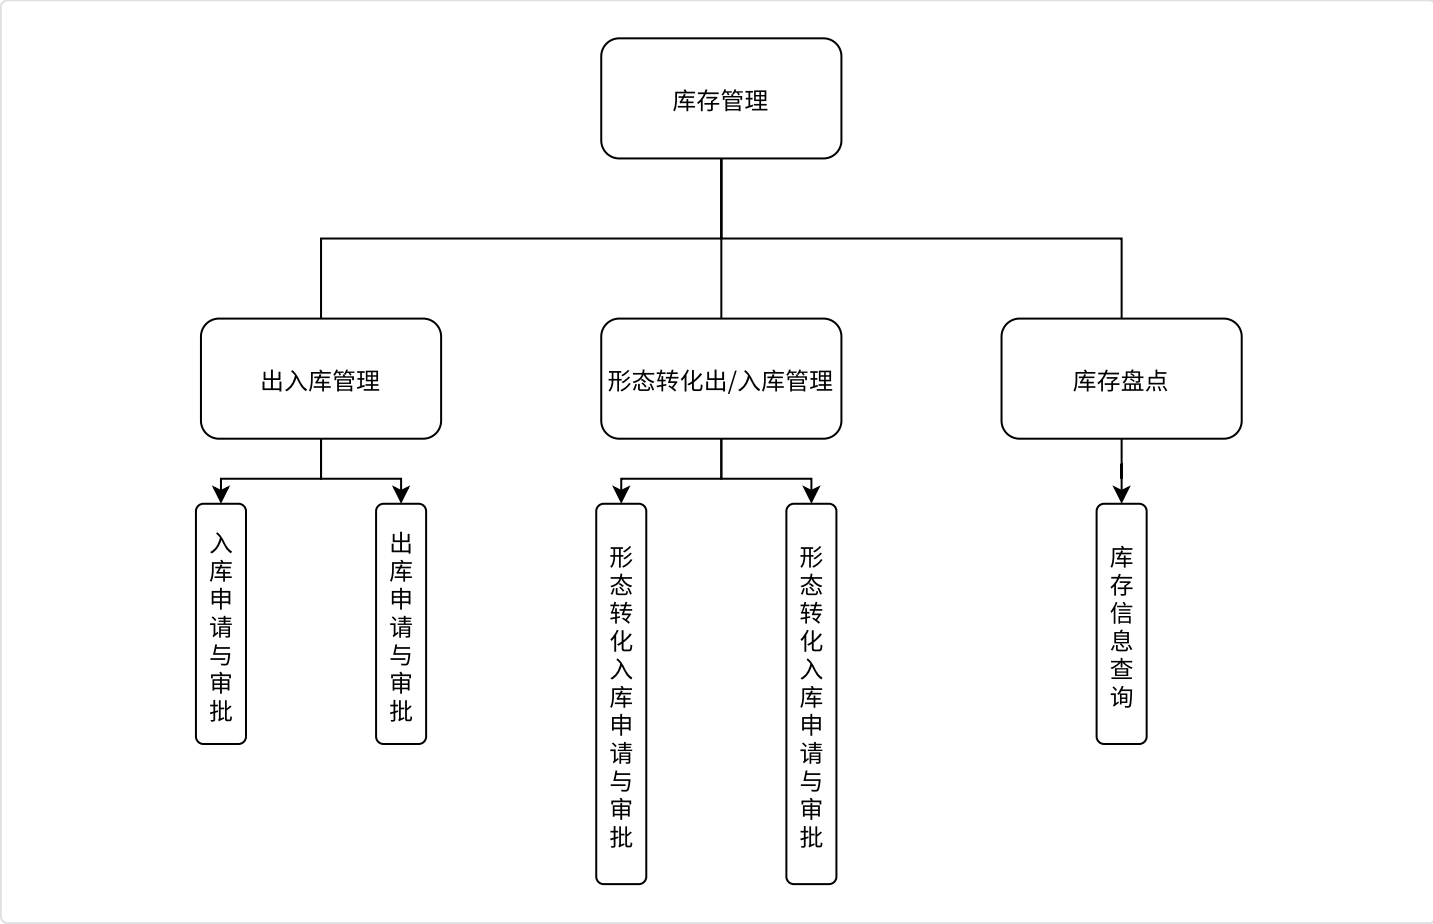 库存管理
出入库管理
形态转化出/入库管理
库存盘点
入库申请与审批
出库申请与审批
形态转化入库申请与审批
形态转化入库申请与审批
库存信息查询